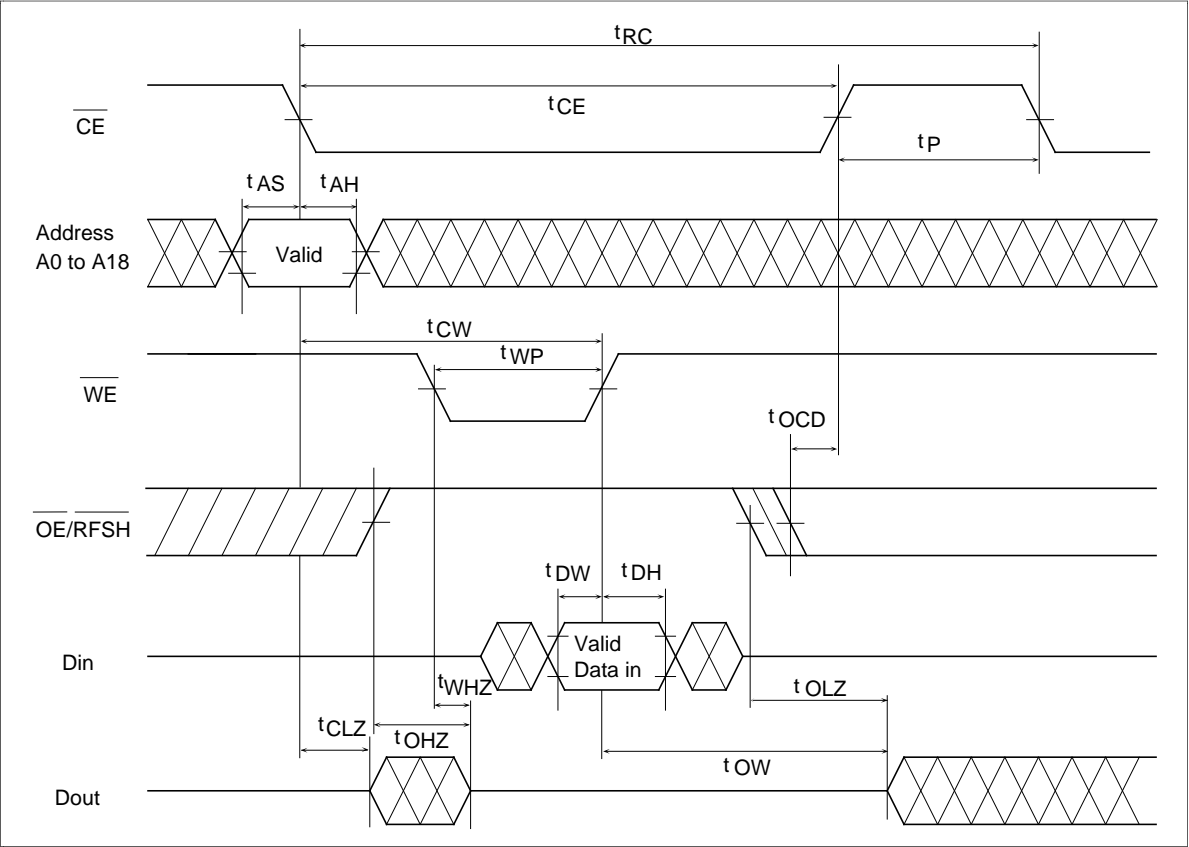 tRC
tCE
CE
tP
tAS
tAH
Address
A0 to A18
Valid
tCW
tWP
WE
tOCD
OE/RFSH
tDW
tDH
Valid
Data in
Din
tWHZ
tOLZ
tCLZ
tOHZ
tOW
Dout